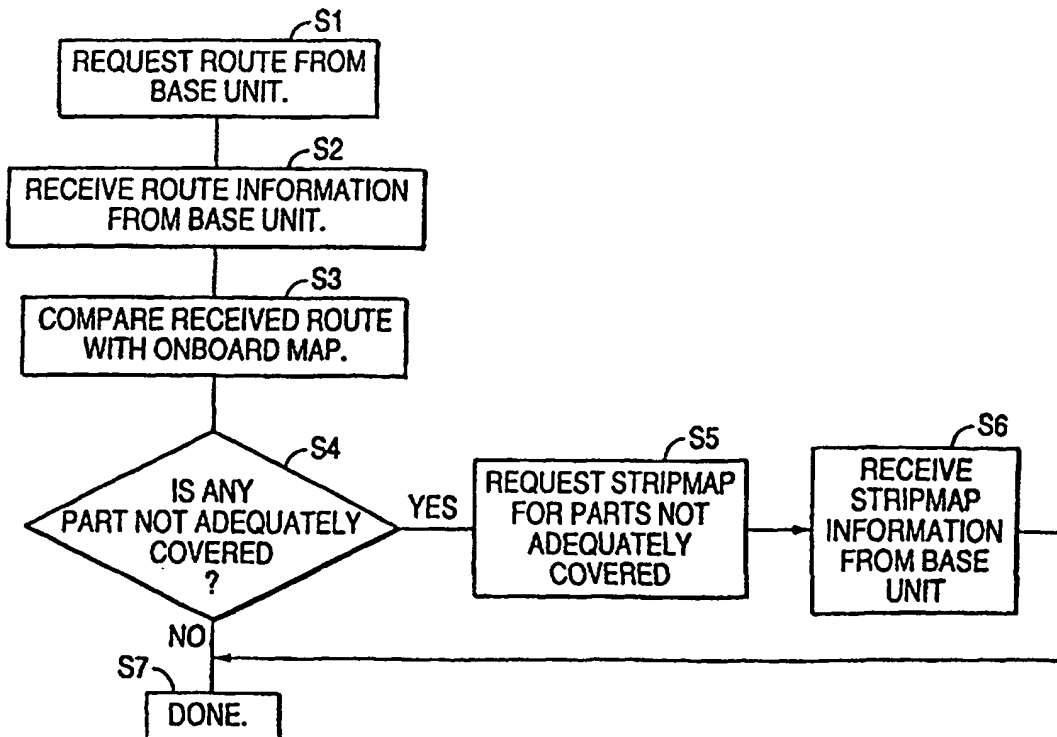 S1
REQUEST ROUTE FROM
BASE UNIT.
S2
RECEIVE ROUTE INFORMATION
FROM BASE UNIT.
S3
COMPARE RECEIVED ROUTE
WITH ONBOARD MAP.
S4
IS ANY
PART NOT ADEQUATELY
COVERED
?
YES
S5
REQUEST STRIPMAP
FOR PARTS NOT
ADEQUATELY
COVERED
S6
RECEIVE
STRIPMAP
INFORMATION
FROM BASE
UNIT
NO
S7
DONE.